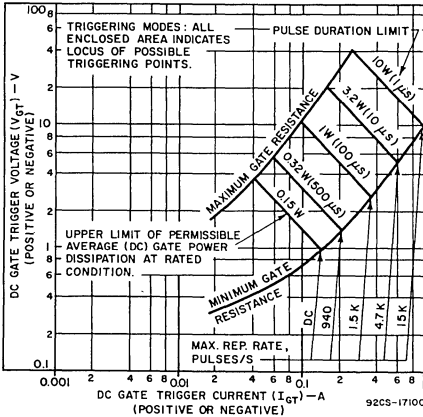 TRIGGERING MODES: ALL
ENCLOSED AREA INDICATES
LOCUS OF POSSIBLE
TRIGGERING POINTS.
PULSE DURATION LIMIT
10W(1μs)
3.2W(10μs)
1W(100μs)
0.32W(500μs)
0.15W
MAXIMUM GATE RESISTANCE
UPPER LIMIT OF PERMISSIBLE
AVERAGE (DC) GATE POWER
DISSIPATION AT RATED
CONDITION.
MINIMUM GATE
RESISTANCE
DC
940
1.5 K
4.7 K
15 K
MAX. REP. RATE,
PULSES/S
DC GATE TRIGGER VOLTAGE (VGT)-V
(POSITIVE OR NEGATIVE)
100
8
6
4
2
10
8
6
4
2
1
8
6
4
2
0.1
0.001
2
4
6
8
0.01
2
4
6
8
0.1
2
4
6
8
DC GATE TRIGGER CURRENT (IGT)-A
(POSITIVE OR NEGATIVE)
92CS-17100